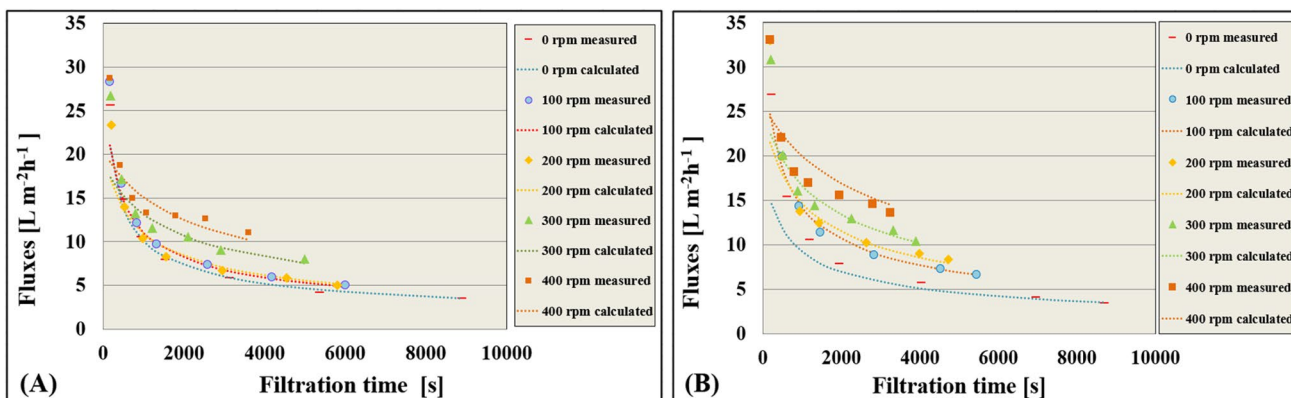 35
30
25
20
15
10
5
0
Fluxes [L m⁻²h⁻¹]
0 2000 4000 6000 8000 10000
Filtration time [s]
(A)
0 rpm measured
0 rpm calculated
100 rpm measured
100 rpm calculated
200 rpm measured
200 rpm calculated
300 rpm measured
300 rpm calculated
400 rpm measured
400 rpm calculated
35
30
25
20
15
10
5
0
Fluxes [L m⁻²h⁻¹]
0 2000 4000 6000 8000 10000
Filtration time [s]
(B)
0 rpm measured
0 rpm calculated
100 rpm measured
100 rpm calculated
200 rpm measured
200 rpm calculated
300 rpm measured
300 rpm calculated
400 rpm measured
400 rpm calculated